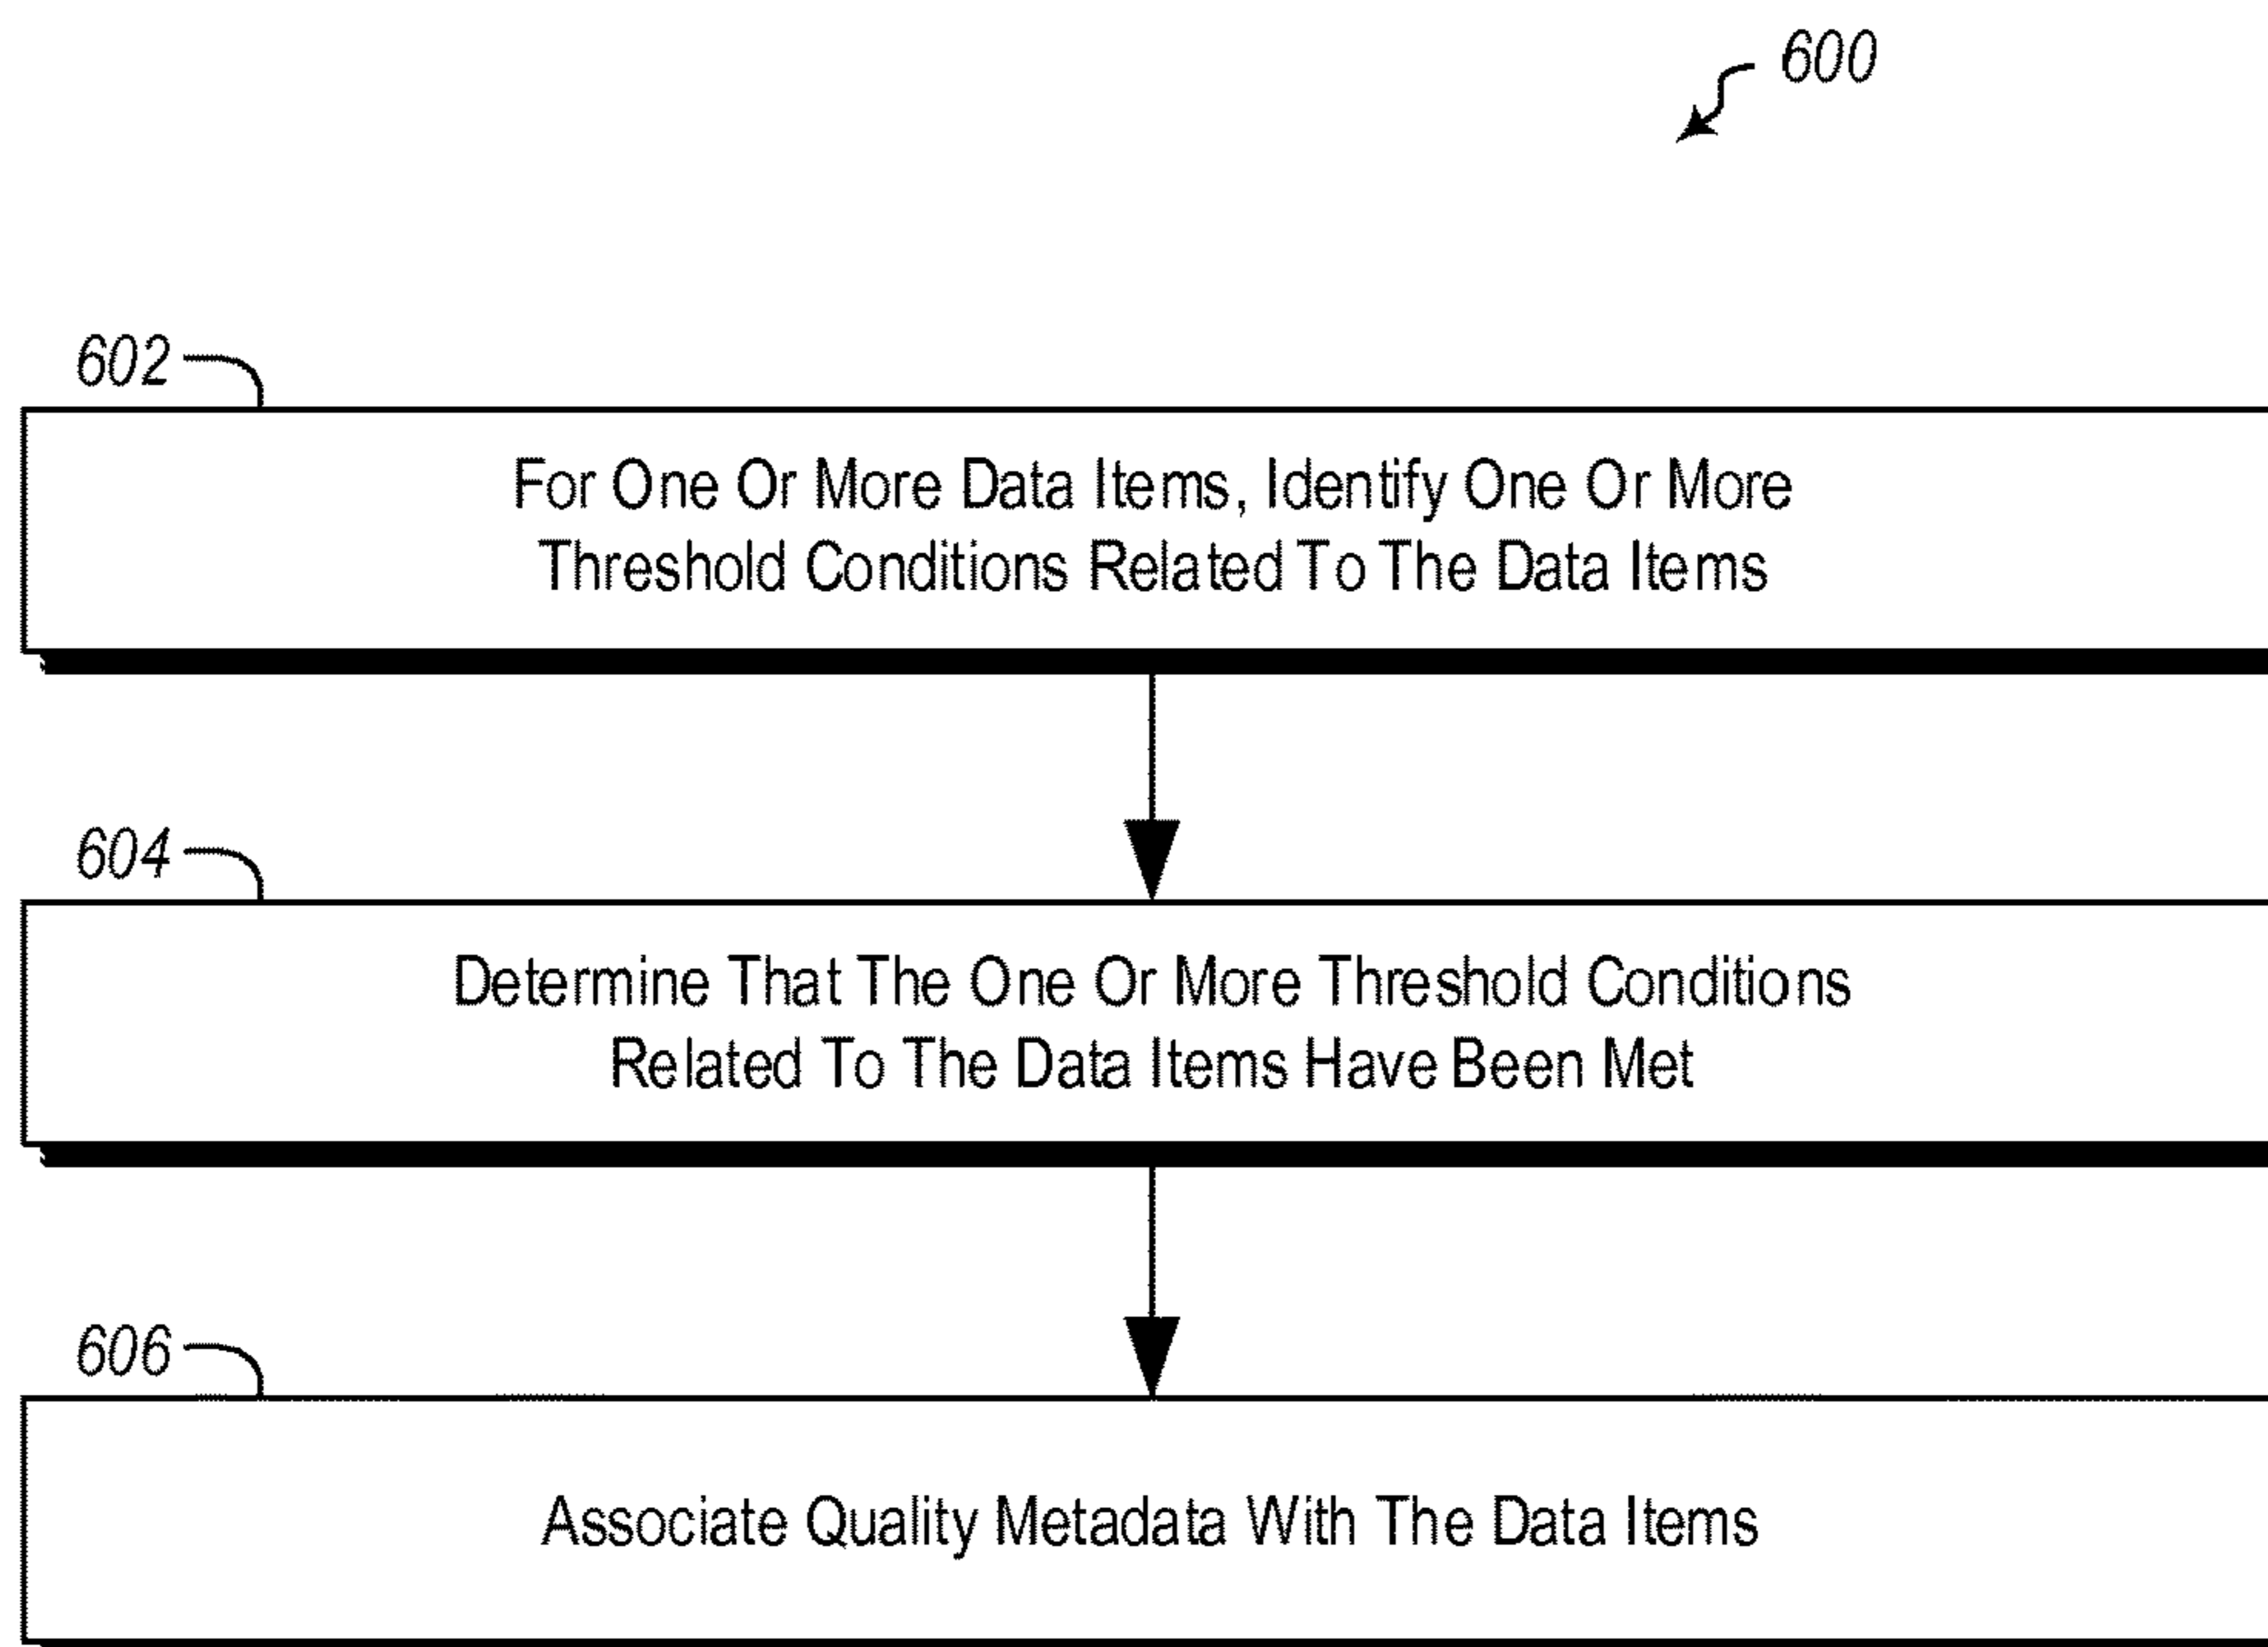 600
602
For One Or More Data Items, Identify One Or More
Threshold Conditions Related To The Data Items
604
Determine That The One Or More Threshold Conditions
Related To The Data Items Have Been Met
606
Associate Quality Metadata With The Data Items